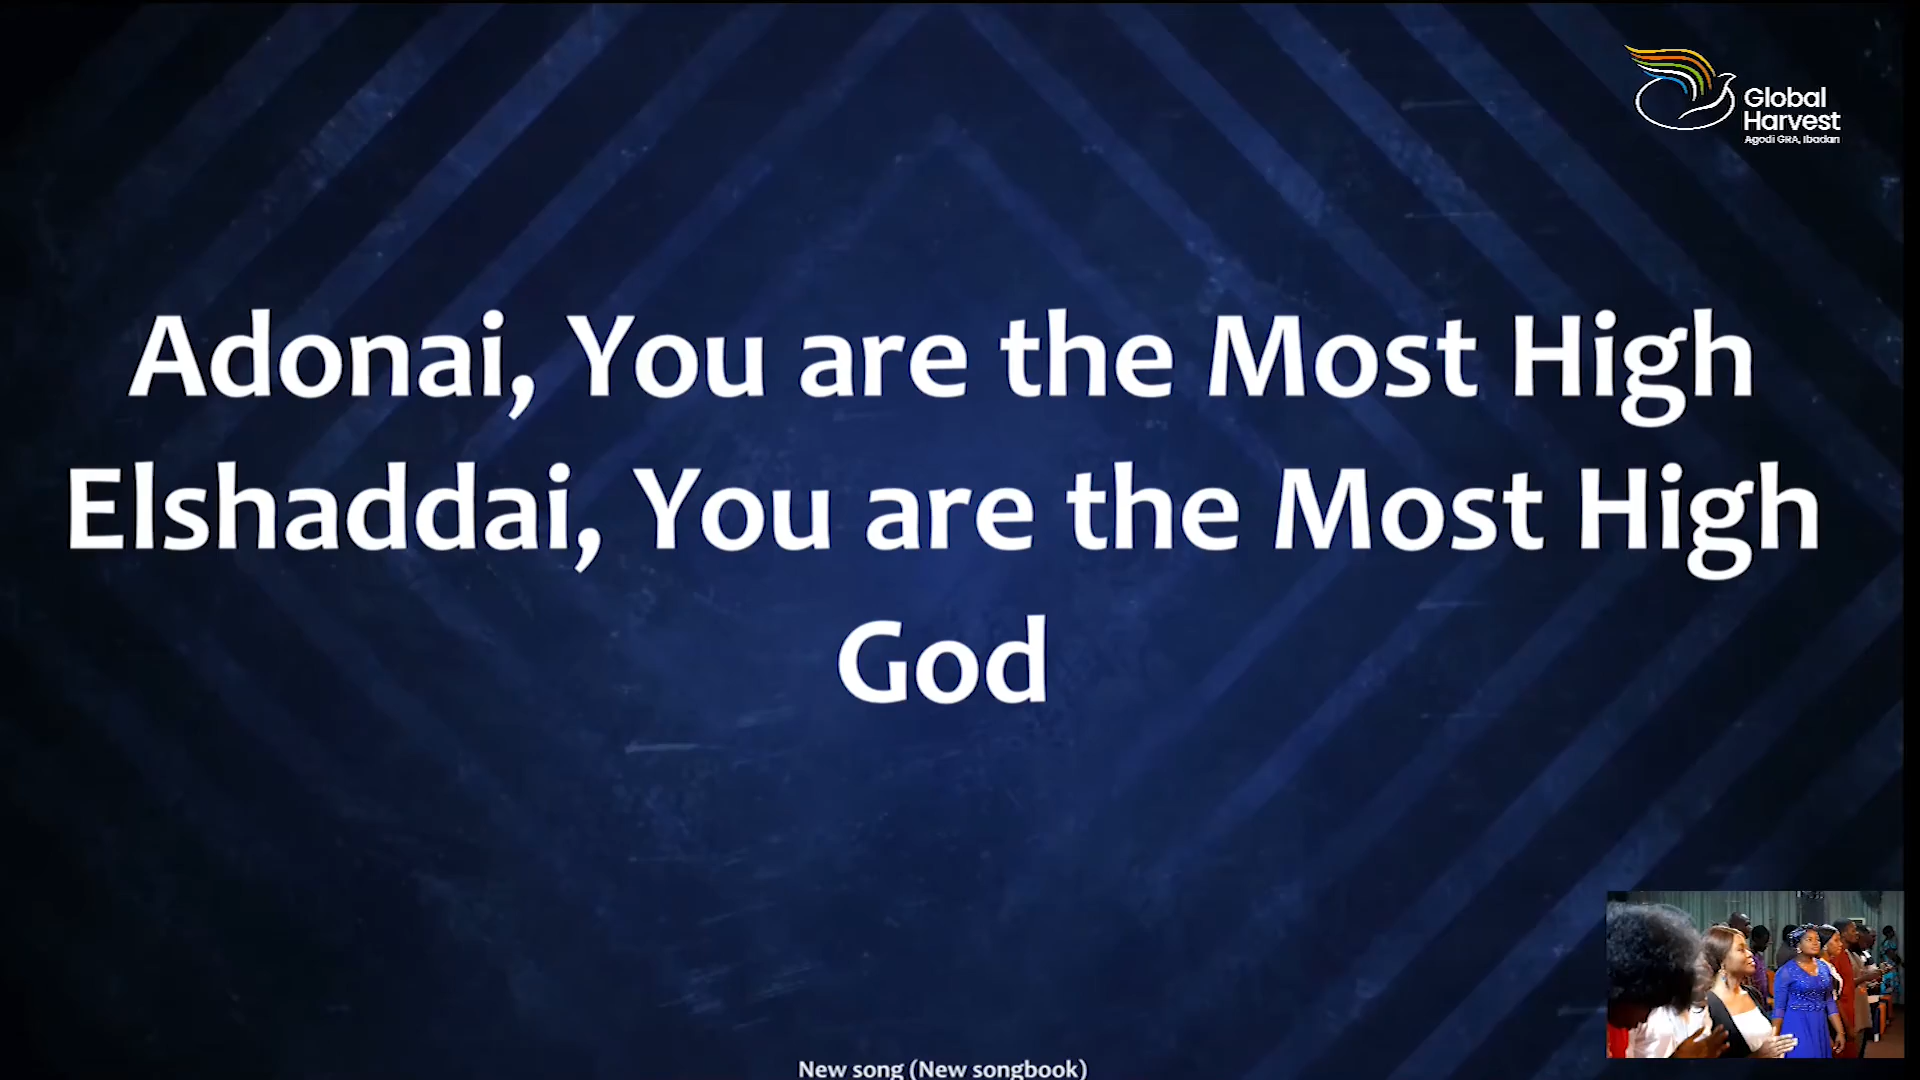 Global
Harvest
Agodi GRA, Ibadan
Adonai, You are the Most High
Elshaddai, You are the Most High
God
New song (New songbook)